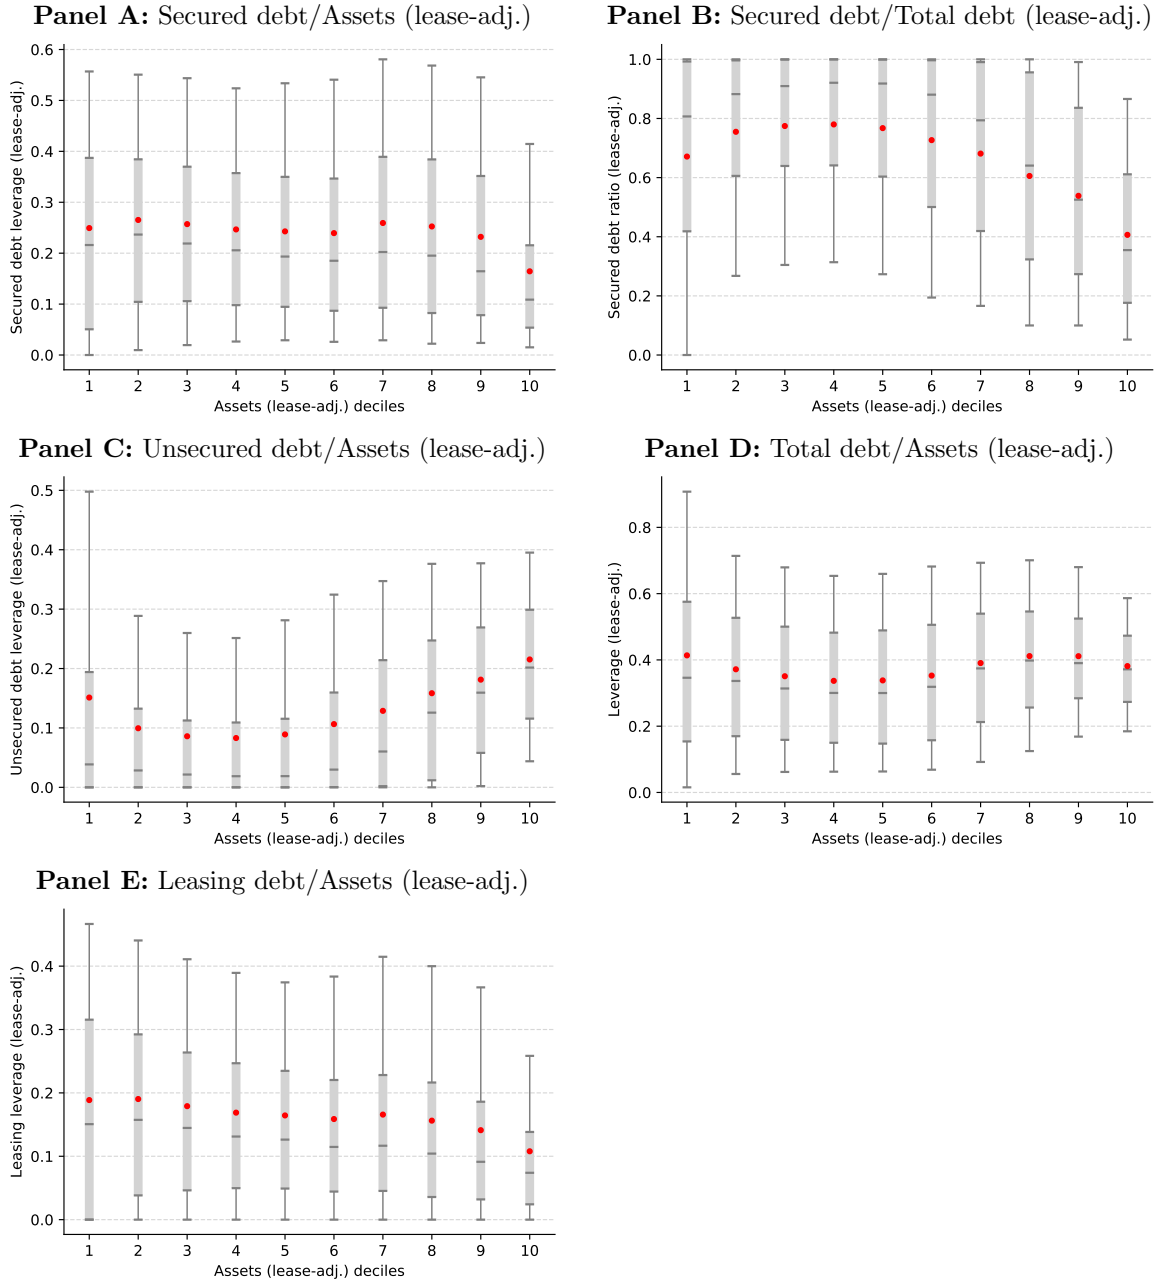 Panel A: Secured debt/Assets (lease-adj.)
Secured debt leverage (lease-adj.)
0.6
0.5
0.4
0.3
0.2
0.1
0.0
1 2 3 4 5 6 7 8 9 10
Assets (lease-adj.) deciles
Panel B: Secured debt/Total debt (lease-adj.)
Secured debt ratio (lease-adj.)
1.0
0.8
0.6
0.4
0.2
0.0
1 2 3 4 5 6 7 8 9 10
Assets (lease-adj.) deciles
Panel C: Unsecured debt/Assets (lease-adj.)
Unsecured debt leverage (lease-adj.)
0.5
0.4
0.3
0.2
0.1
0.0
1 2 3 4 5 6 7 8 9 10
Assets (lease-adj.) deciles
Panel D: Total debt/Assets (lease-adj.)
Leverage (lease-adj.)
0.8
0.6
0.4
0.2
0.0
1 2 3 4 5 6 7 8 9 10
Assets (lease-adj.) deciles
Panel E: Leasing debt/Assets (lease-adj.)
Leasing leverage (lease-adj.)
0.4
0.3
0.2
0.1
0.0
1 2 3 4 5 6 7 8 9 10
Assets (lease-adj.) deciles